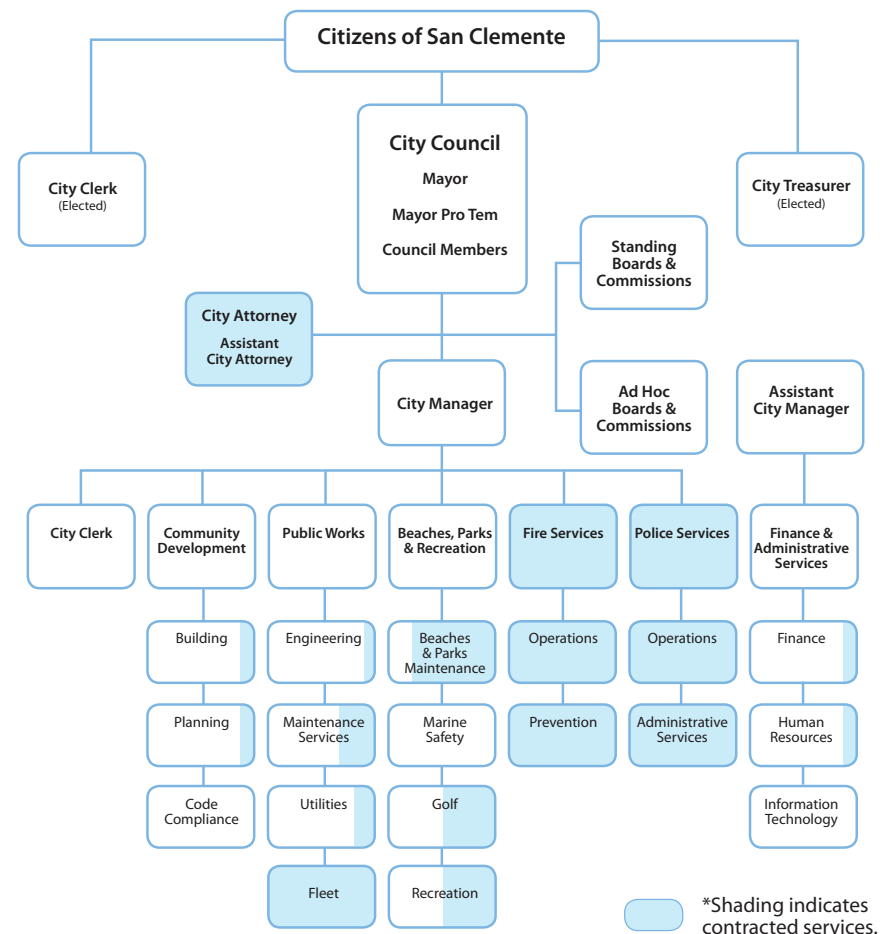 Citizens of San Clemente
City Council
Mayor
Mayor Pro Tem
Council Members
City Clerk
(Elected)
City Treasurer
(Elected)
Standing
Boards &
Commissions
City Attorney
Assistant
City Attorney
City Manager
Ad Hoc
Boards &
Commissions
Assistant
City Manager
City Clerk
Community
Development
Public Works
Beaches, Parks
& Recreation
Fire Services
Police Services
Finance &
Administrative
Services
Building
Engineering
Beaches
& Parks
Maintenance
Operations
Operations
Finance
Planning
Maintenance
Services
Marine
Safety
Prevention
Administrative
Services
Human
Resources
Code
Compliance
Utilities
Golf
Information
Technology
Fleet
Recreation
*Shading indicates
contracted services.